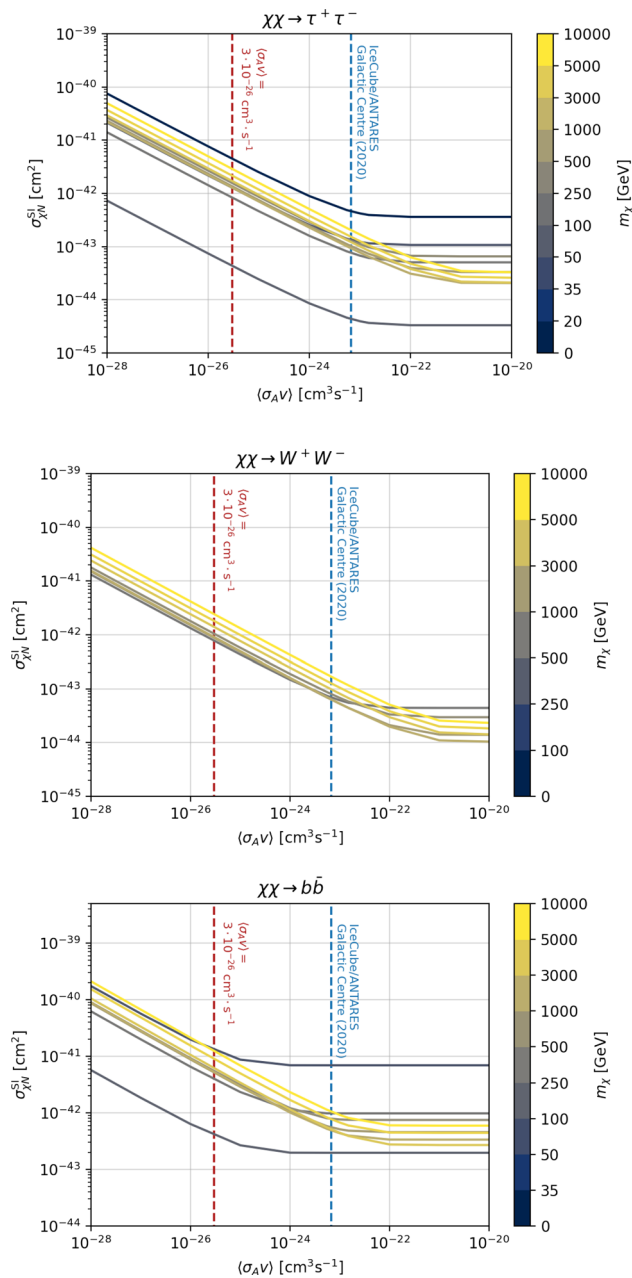 χχ → τ⁺τ⁻
10⁻³⁹
10⁻⁴⁰
10⁻⁴¹
10⁻⁴²
10⁻⁴³
10⁻⁴⁴
10⁻⁴⁵
σ^SI_χN [cm²]
⟨σ_A v⟩ =
3 · 10⁻²⁶ cm³ · s⁻¹
IceCube/ANTARES
Galactic Centre (2020)
10⁻²⁸
10⁻²⁶
10⁻²⁴
10⁻²²
10⁻²⁰
⟨σ_A v⟩ [cm³s⁻¹]
10000
5000
3000
1000
500
250
100
35
20
0
m_χ [GeV]
χχ → W⁺W⁻
10⁻³⁹
10⁻⁴⁰
10⁻⁴¹
10⁻⁴²
10⁻⁴³
10⁻⁴⁴
10⁻⁴⁵
σ^SI_χN [cm²]
⟨σ_A v⟩ =
3 · 10⁻²⁶ cm³ · s⁻¹
IceCube/ANTARES
Galactic Centre (2020)
10⁻²⁸
10⁻²⁶
10⁻²⁴
10⁻²²
10⁻²⁰
⟨σ_A v⟩ [cm³s⁻¹]
10000
5000
3000
1000
500
250
100
0
m_χ [GeV]
χχ → bb̄
10⁻³⁹
10⁻⁴⁰
10⁻⁴¹
10⁻⁴²
10⁻⁴³
10⁻⁴⁴
σ^SI_χN [cm²]
⟨σ_A v⟩ =
3 · 10⁻²⁶ cm³ · s⁻¹
IceCube/ANTARES
Galactic Centre (2020)
10⁻²⁸
10⁻²⁶
10⁻²⁴
10⁻²²
10⁻²⁰
⟨σ_A v⟩ [cm³s⁻¹]
10000
5000
3000
1000
500
250
100
50
35
0
m_χ [GeV]